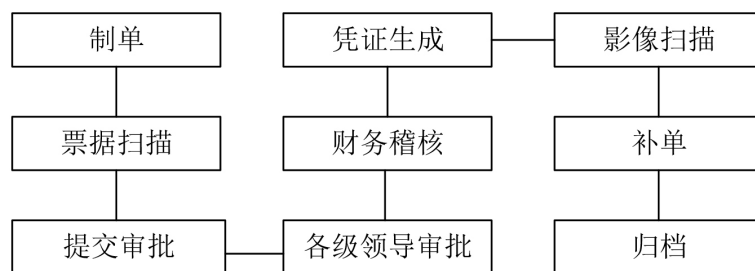 制单
凭证生成
影像扫描
票据扫描
财务稽核
补单
提交审批
各级领导审批
归档